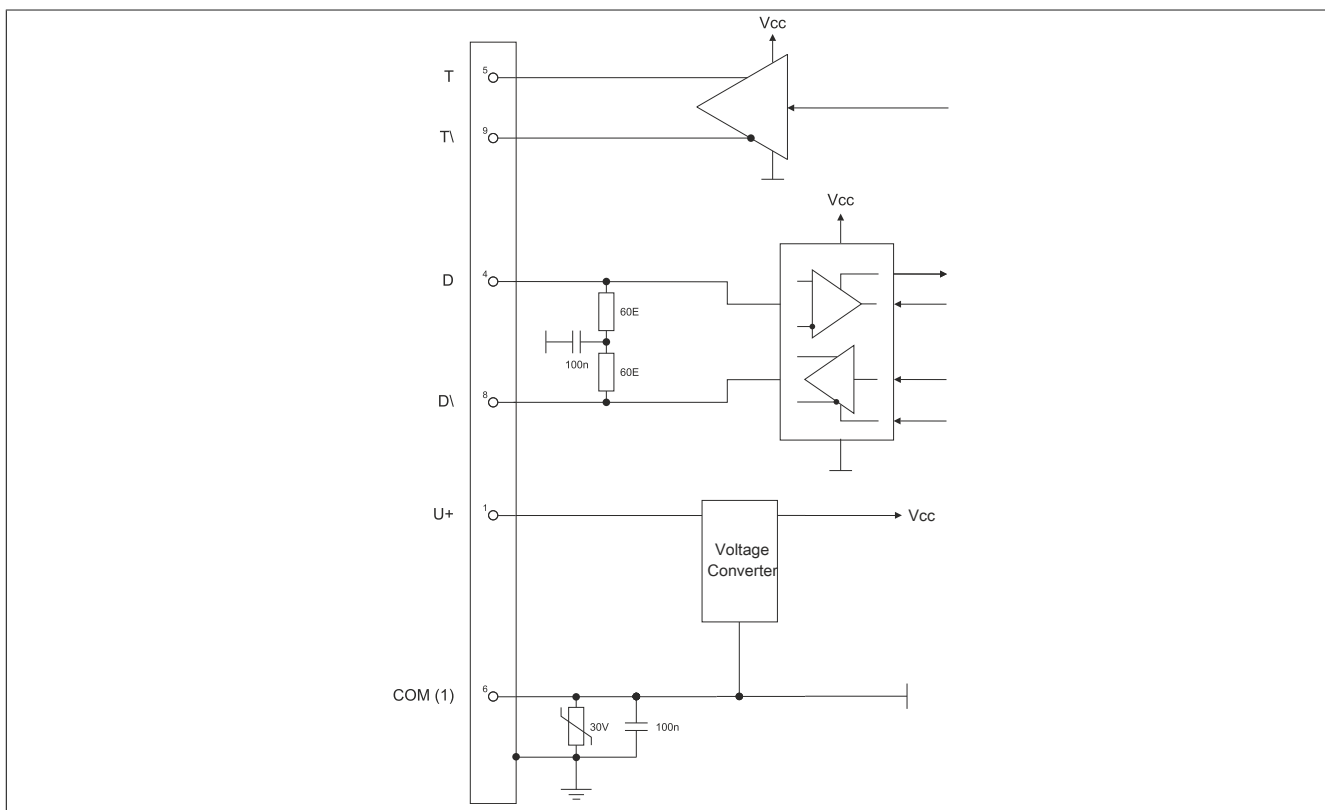 Vcc
T 5
T\ 9
Vcc
D 4
60E
100n
60E
D\ 8
U+ 1
Vcc
Voltage
Converter
COM (1) 6
30V
100n